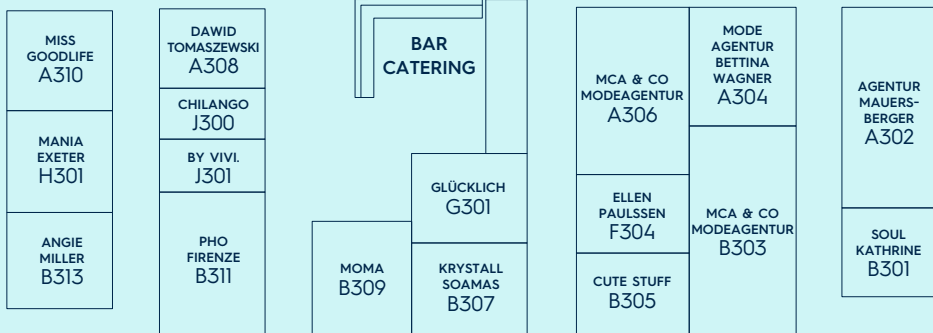 MISS
GOODLIFE
A310
MANIA
EXETER
H301
ANGIE
MILLER
B313
DAWID
TOMASZEWSKI
A308
CHILANGO
J300
BY VIVI.
J301
PHO
FIRENZE
B311
BAR
CATERING
GLÜCKLICH
G301
MOMA
B309
KRYSTALL
SOAMAS
B307
MCA & CO
MODEAGENTUR
A306
ELLEN
PAULSSEN
F304
CUTE STUFF
B305
MODE
AGENTUR
BETTINA
WAGNER
A304
MCA & CO
MODEAGENTUR
B303
AGENTUR
MAUERS-
BERGER
A302
SOUL
KATHRINE
B301